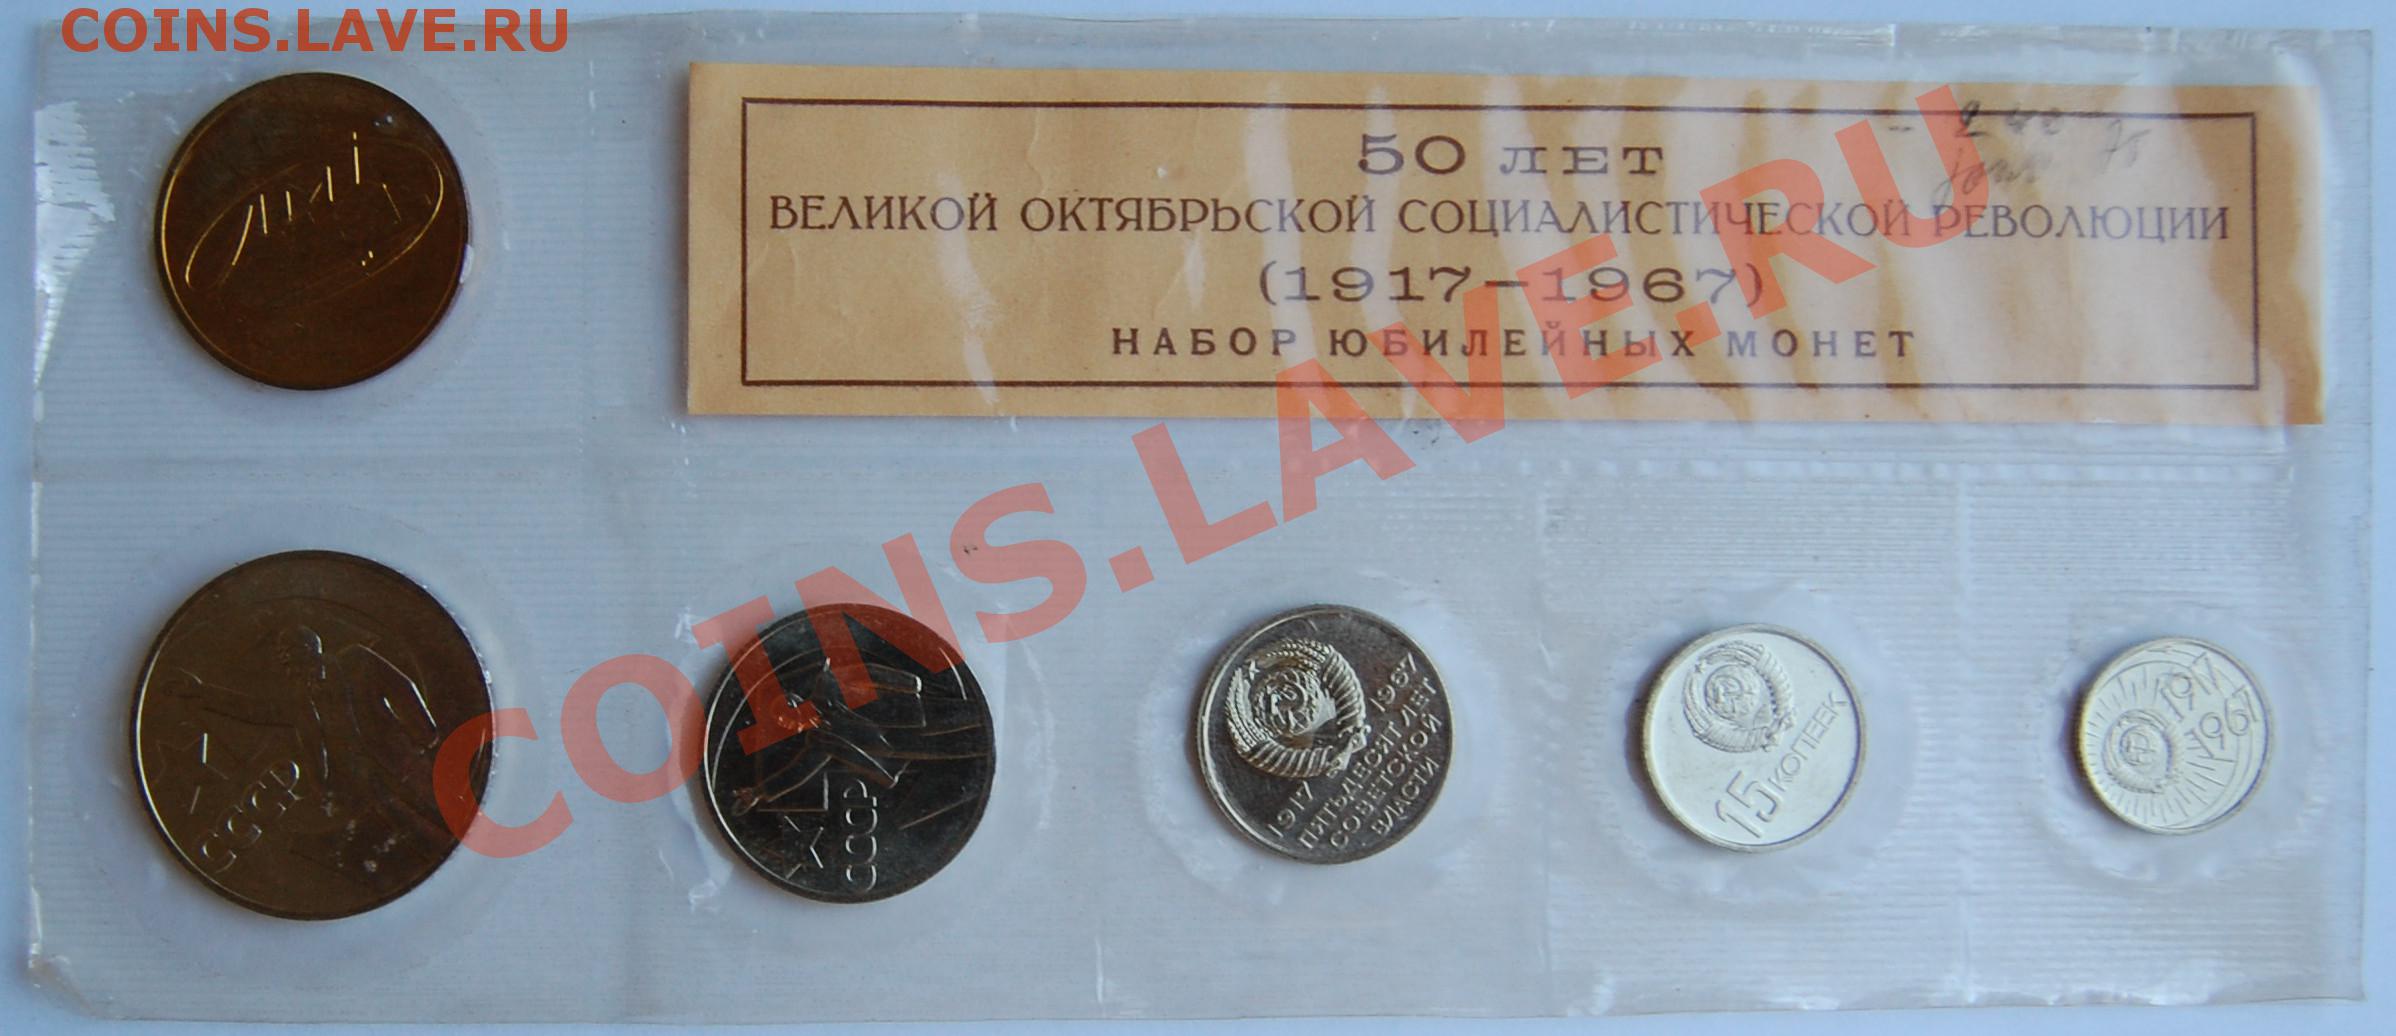 COINS.LAVE.RU
50 ЛЕТ
ВЕЛИКОЙ ОКТЯБРЬСКОЙ СОЦИАЛИСТИЧЕСКОЙ РЕВОЛЮЦИИ
(1917—1967)
НАБОР ЮБИЛЕЙНЫХ МОНЕТ
COINS.LAVE.RU
СССР
СССР
1917 1967
ПЯТЬДЕСЯТ ЛЕТ
СОВЕТСКОЙ
ВЛАСТИ
15 КОПЕЕК
1917
1967